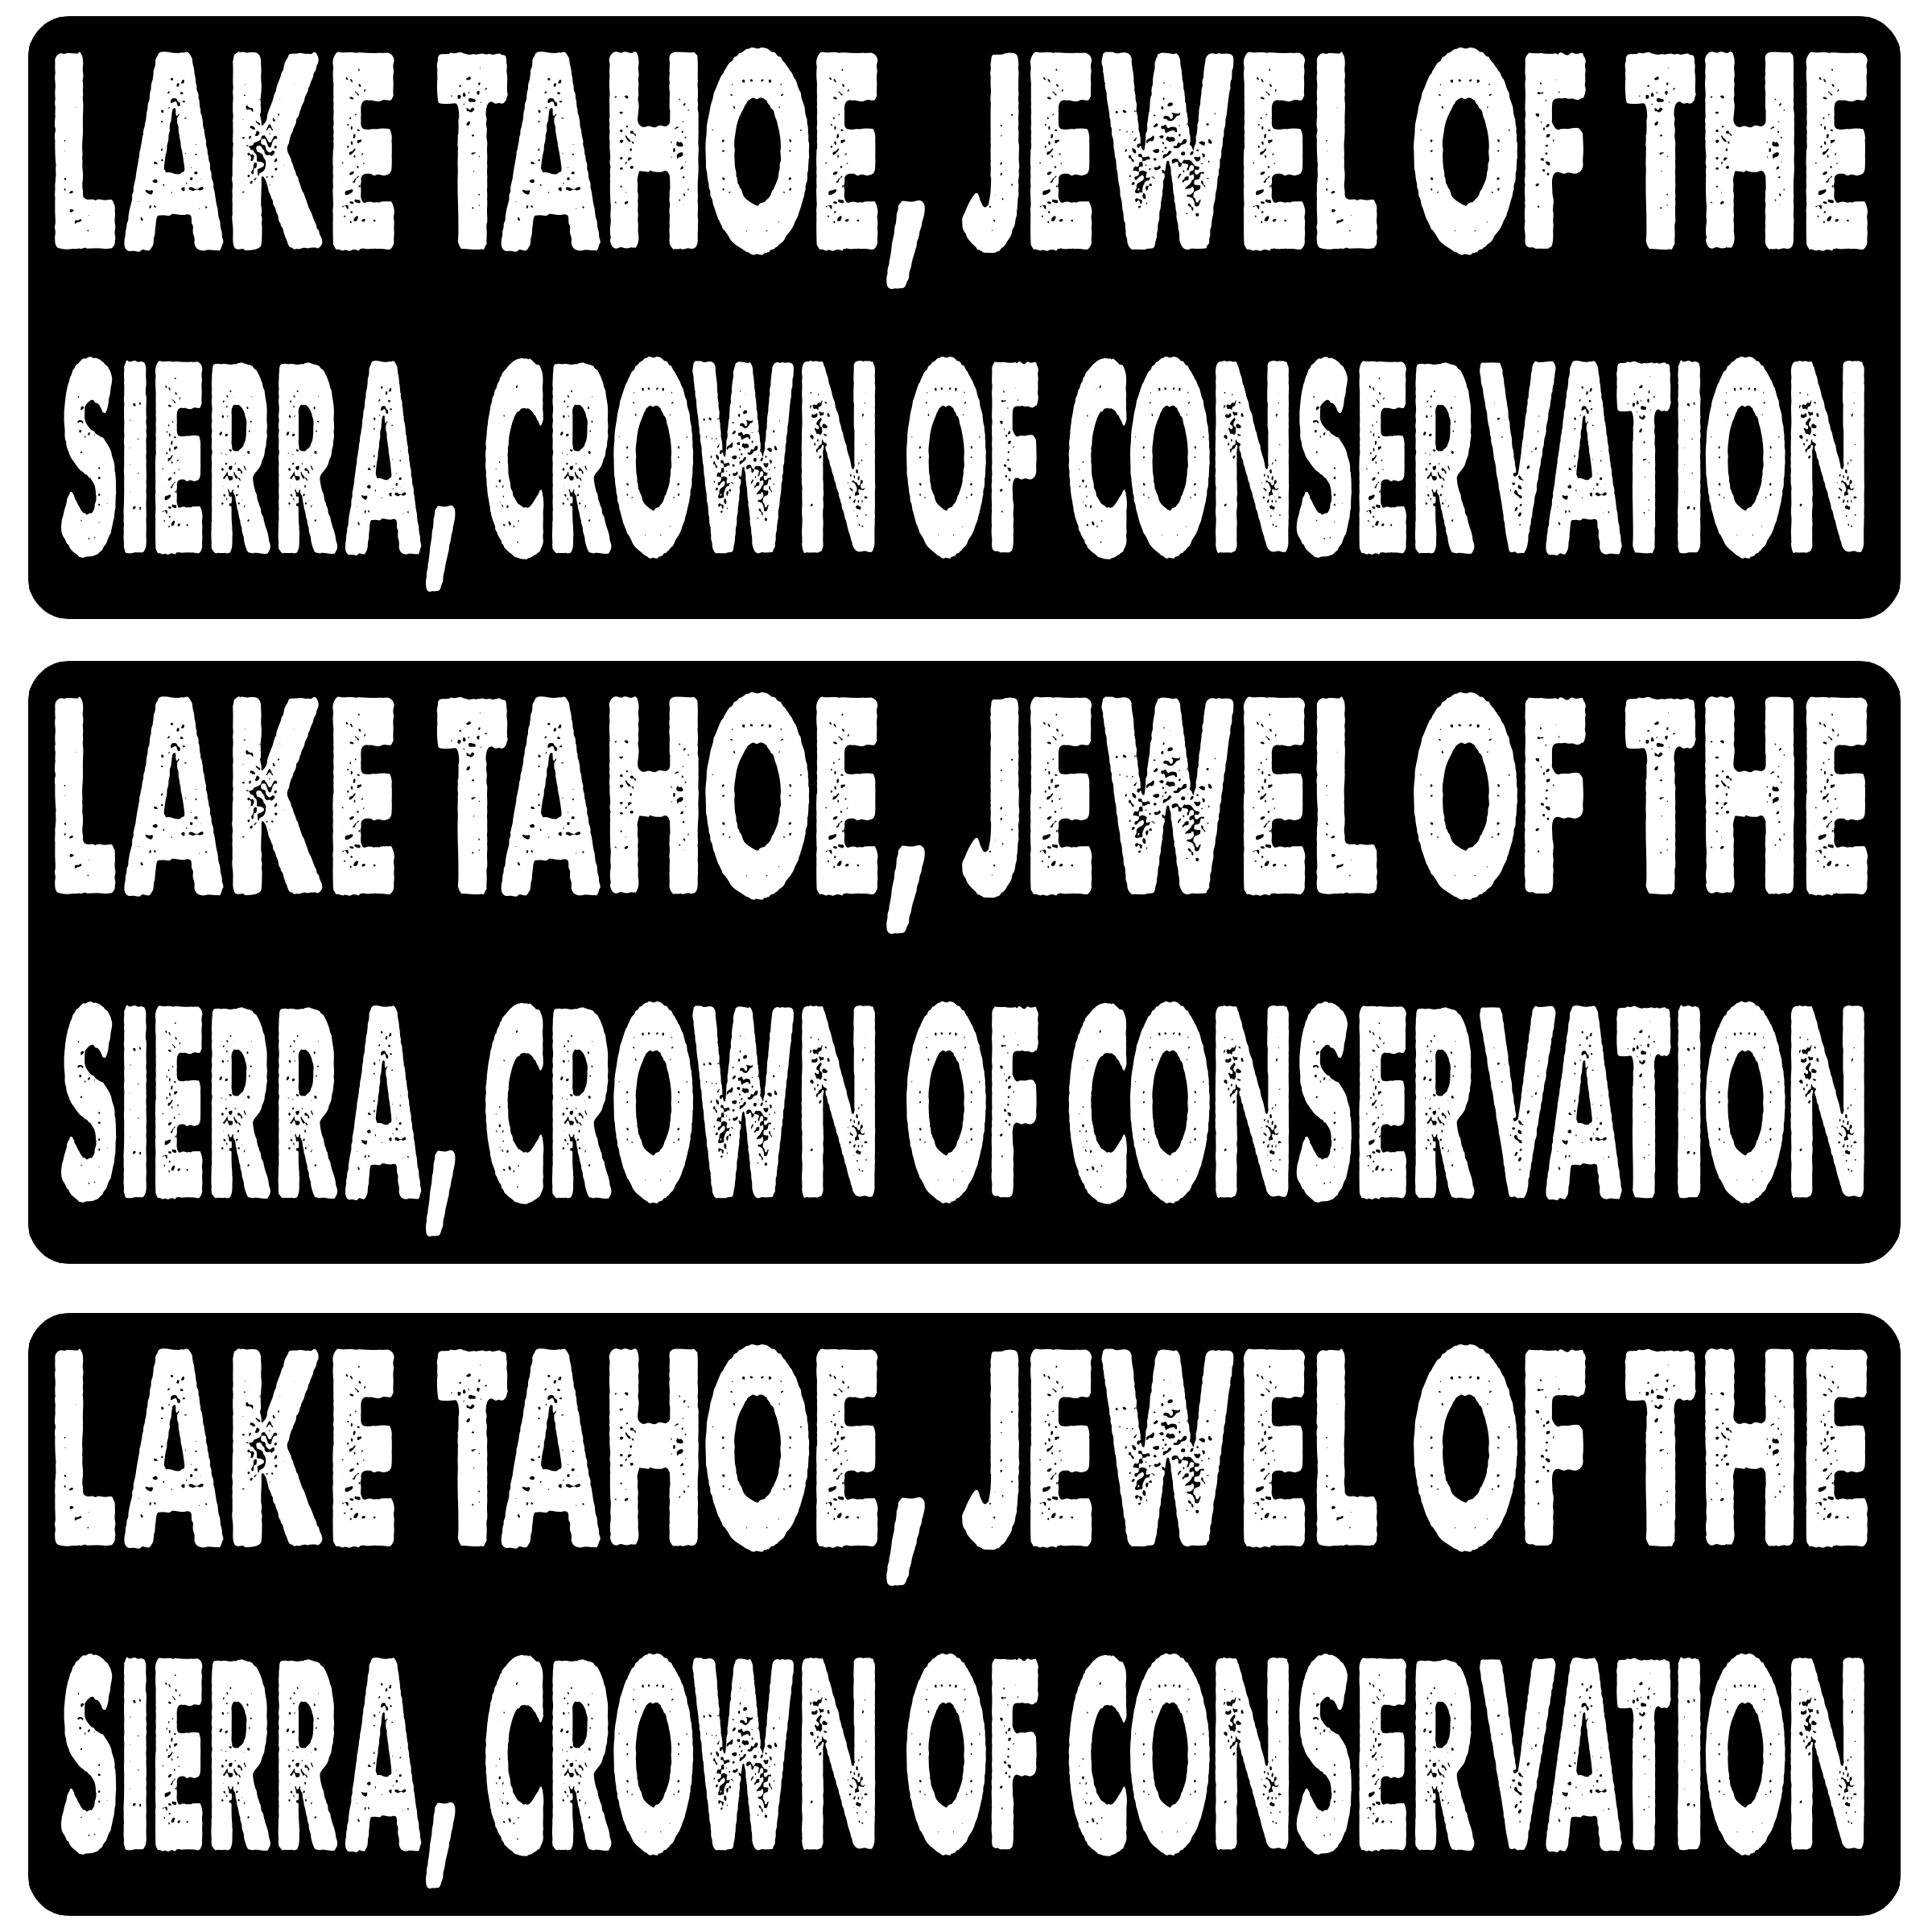 LAKE TAHOE, JEWEL OF THE
SIERRA, CROWN OF CONSERVATION
LAKE TAHOE, JEWEL OF THE
SIERRA, CROWN OF CONSERVATION
LAKE TAHOE, JEWEL OF THE
SIERRA, CROWN OF CONSERVATION